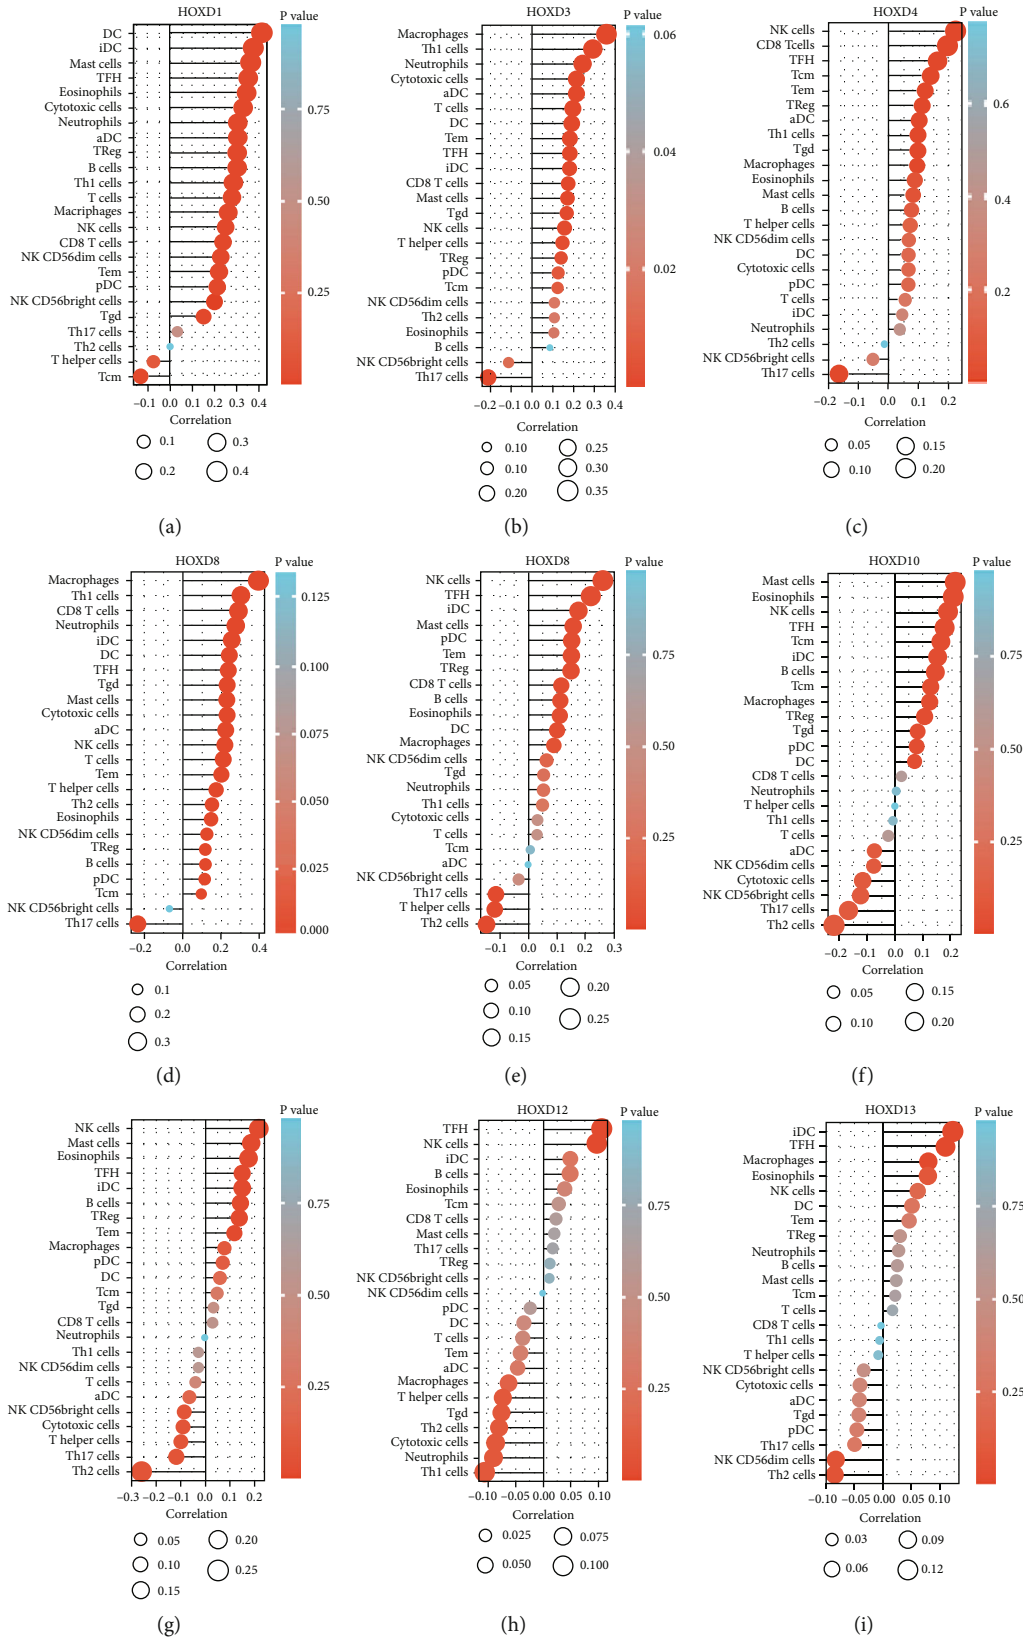 HOXD1
P value
DC
iDC
Mast cells
TFH
Eosinophils
Cytotoxic cells
Neutrophils
aDC
TReg
B cells
Th1 cells
T cells
Macriphages
NK cells
CD8 T cells
NK CD56dim cells
Tem
pDC
NK CD56bright cells
Tgd
Th17 cells
Th2 cells
T helper cells
Tcm
0.75
0.50
0.25
−0.1 0.0 0.1 0.2 0.3 0.4
Correlation
0.1 0.3
0.2 0.4
(a)
HOXD3
P value
Macrophages
Th1 cells
Neutrophils
Cytotoxic cells
aDC
T cells
DC
Tem
TFH
iDC
CD8 T cells
Mast cells
Tgd
NK cells
T helper cells
TReg
pDC
Tcm
NK CD56dim cells
Th2 cells
Eosinophils
B cells
NK CD56bright cells
Th17 cells
0.06
0.04
0.02
−0.2 −0.1 0.0 0.1 0.2 0.3 0.4
Correlation
0.10 0.25
0.10 0.30
0.20 0.35
(b)
HOXD4
P value
NK cells
CD8 Tcells
TFH
Tcm
Tem
TReg
aDC
Th1 cells
Tgd
Macrophages
Eosinophils
Mast cells
B cells
T helper cells
NK CD56dim cells
DC
Cytotoxic cells
pDC
T cells
iDC
Neutrophils
Th2 cells
NK CD56bright cells
Th17 cells
0.6
0.4
0.2
−0.2 −0.1 0.0 0.1 0.2
Correlation
0.05 0.15
0.10 0.20
(c)
HOXD8
P value
Macrophages
Th1 cells
CD8 T cells
Neutrophils
iDC
DC
TFH
Tgd
Mast cells
Cytotoxic cells
aDC
NK cells
T cells
Tem
T helper cells
Th2 cells
Eosinophils
NK CD56dim cells
TReg
B cells
pDC
Tcm
NK CD56bright cells
Th17 cells
0.125
0.100
0.075
0.050
0.025
0.000
−0.2 0.0 0.2 0.4
Correlation
0.1
0.2
0.3
(d)
HOXD8
P value
NK cells
TFH
iDC
Mast cells
pDC
Tem
TReg
CD8 T cells
B cells
Eosinophils
DC
Macrophages
NK CD56dim cells
Tgd
Neutrophils
Th1 cells
Cytotoxic cells
T cells
Tcm
aDC
NK CD56bright cells
Th17 cells
T helper cells
Th2 cells
0.75
0.50
0.25
−0.1 0.0 0.1 0.2 0.3
Correlation
0.05 0.20
0.10 0.25
0.15
(e)
HOXD10
P value
Mast cells
Eosinophils
NK cells
TFH
Tcm
iDC
B cells
Tcm
Macrophages
TReg
Tgd
pDC
DC
CD8 T cells
Neutrophils
T helper cells
Th1 cells
T cells
aDC
NK CD56dim cells
Cytotoxic cells
NK CD56bright cells
Th17 cells
Th2 cells
0.75
0.50
0.25
−0.2 −0.1 0.0 0.1 0.2
Correlation
0.05 0.15
0.10 0.20
(f)
P value
NK cells
Mast cells
Eosinophils
TFH
iDC
B cells
TReg
Tem
Macrophages
pDC
DC
Tcm
Tgd
CD8 T cells
Neutrophils
Th1 cells
NK CD56dim cells
T cells
aDC
NK CD56bright cells
Cytotoxic cells
T helper cells
Th17 cells
Th2 cells
0.75
0.50
0.25
−0.3 −0.2 −0.1 0.0 0.1 0.2
Correlation
0.05 0.20
0.10 0.25
0.15
(g)
HOXD12
P value
TFH
NK cells
iDC
B cells
Eosinophils
Tcm
CD8 T cells
Mast cells
Th17 cells
TReg
NK CD56bright cells
NK CD56dim cells
pDC
DC
T cells
Tem
aDC
Macrophages
T helper cells
Tgd
Th2 cells
Cytotoxic cells
Neutrophils
Th1 cells
0.75
0.50
0.25
−0.10 −0.05 0.00 0.05 0.10
Correlation
0.025 0.075
0.050 0.100
(h)
HOXD13
P value
iDC
TFH
Macrophages
Eosinophils
NK cells
DC
Tem
TReg
Neutrophils
B cells
Mast cells
Tcm
T cells
CD8 T cells
Th1 cells
T helper cells
NK CD56bright cells
Cytotoxic cells
aDC
Tgd
pDC
Th17 cells
NK CD56dim cells
Th2 cells
0.75
0.50
0.25
−0.10 −0.05 0.00 0.05 0.10
Correlation
0.03 0.09
0.06 0.12
(i)